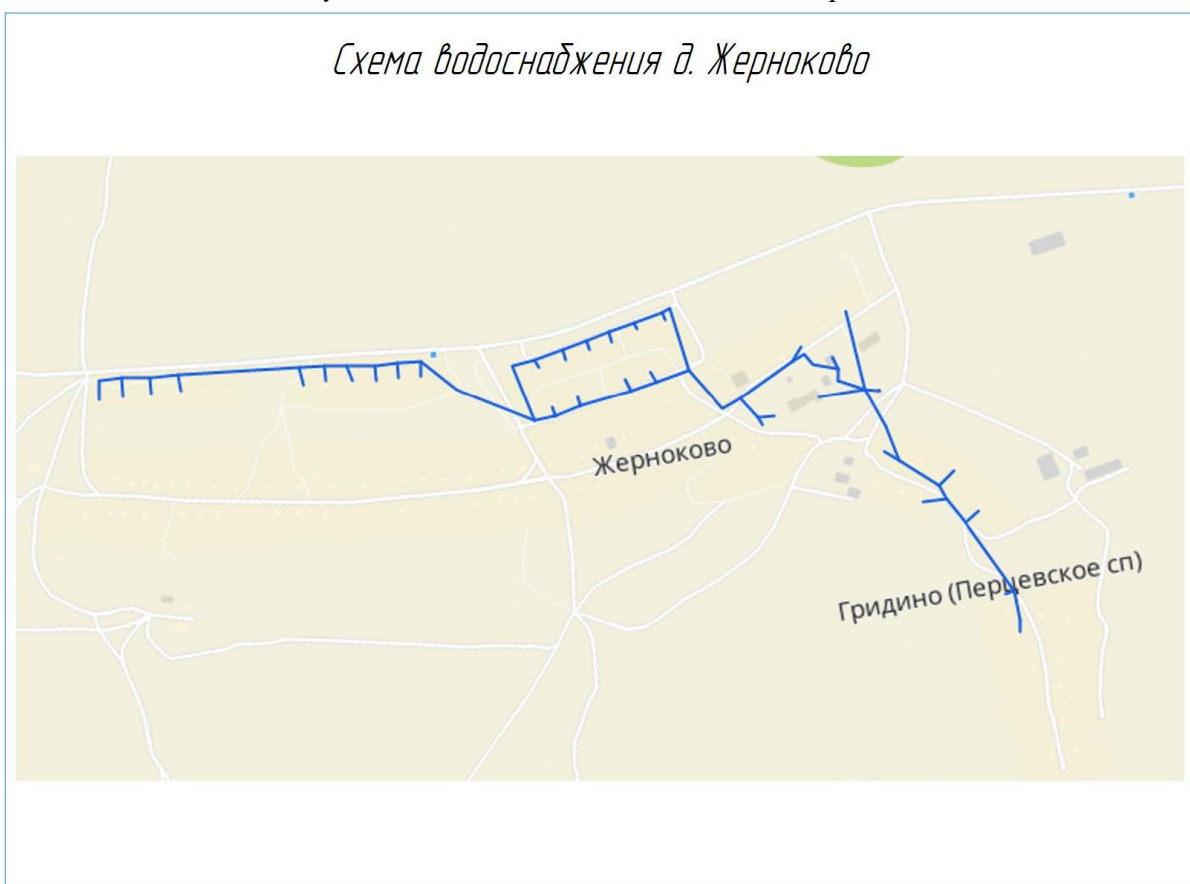 Схема водоснабжения д. Жерноково
Жерноково
Гридино (Перцевское сп)